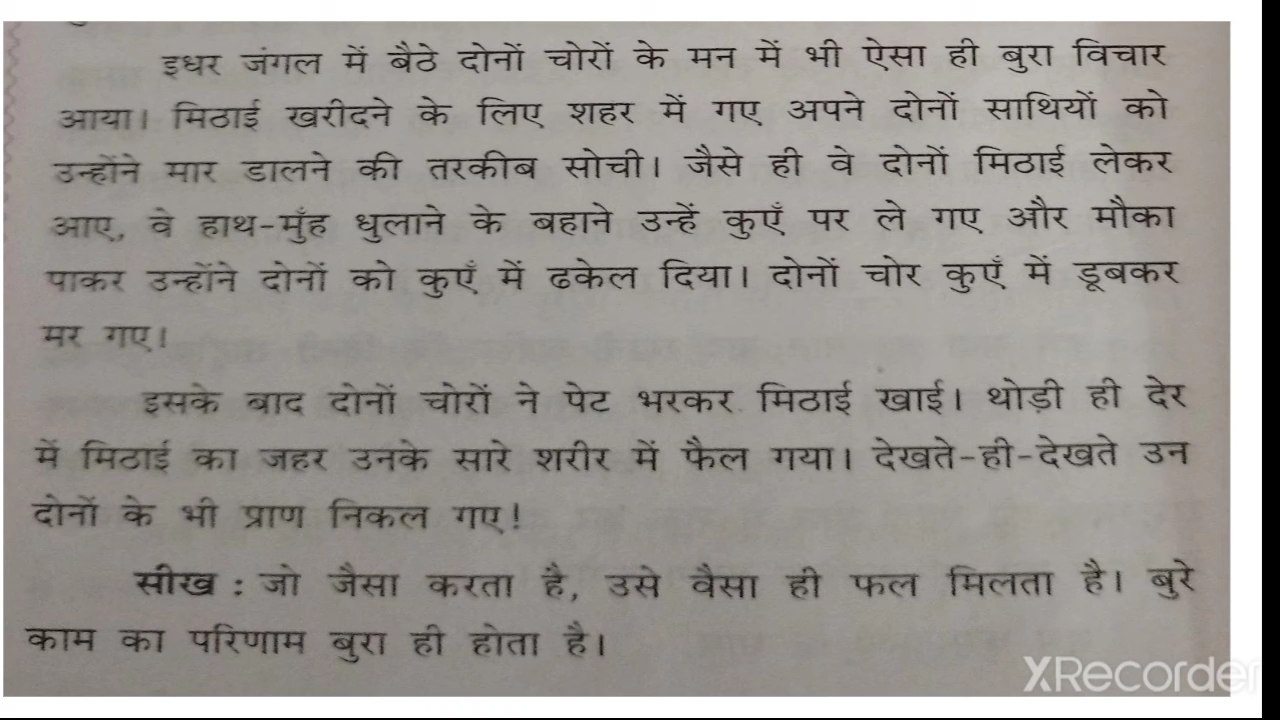 इधर जंगल में बैठे दोनों चोरों के मन में भी ऐसा ही बुरा विचार
आया। मिठाई खरीदने के लिए शहर में गए अपने दोनों साथियों को
उन्होंने मार डालने की तरकीब सोची। जैसे ही वे दोनों मिठाई लेकर
आए, वे हाथ-मुँह धुलाने के बहाने उन्हें कुएँ पर ले गए और मौका
पाकर उन्होंने दोनों को कुएँ में ढकेल दिया। दोनों चोर कुएँ में डूबकर
मर गए।
इसके बाद दोनों चोरों ने पेट भरकर मिठाई खाई। थोड़ी ही देर
में मिठाई का जहर उनके सारे शरीर में फैल गया। देखते-ही-देखते उन
दोनों के भी प्राण निकल गए!
सीख : जो जैसा करता है, उसे वैसा ही फल मिलता है। बुरे
काम का परिणाम बुरा ही होता है।
XRecorder